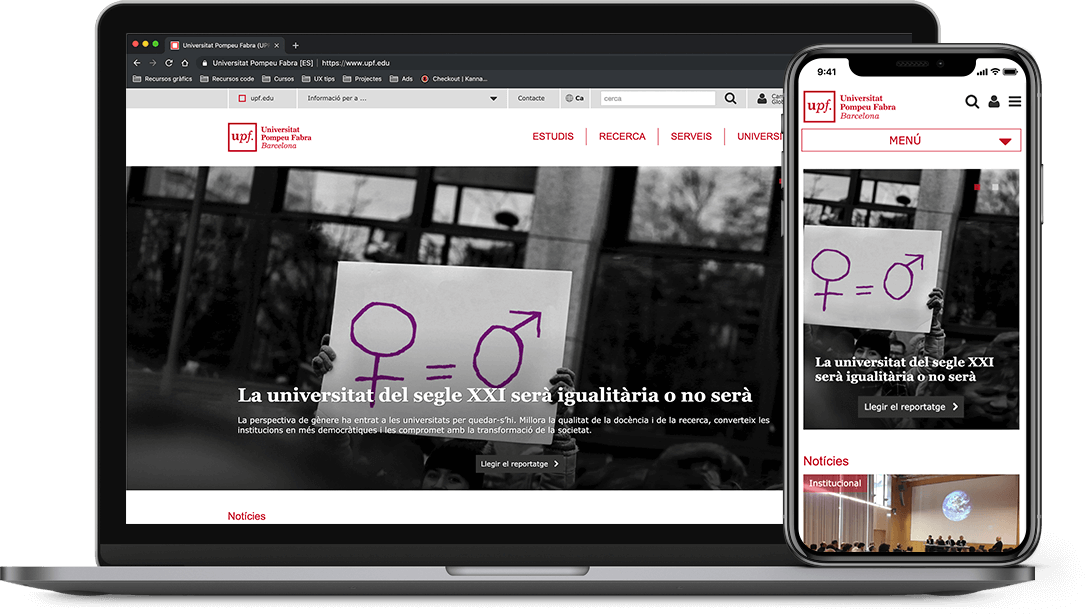 Universitat Pompeu Fabra (UPF
Universitat Pompeu Fabra [ES] | https://www.upf.edu
Recursos gràfics Recursos code Cursos UX tips Projectes Ads Checkout | Kanna...
upf.edu Informació per a ... Contacte Ca cerca
upf.
Universitat
Pompeu Fabra
Barcelona
ESTUDIS RECERCA SERVEIS
♀ = ♂
La universitat del segle XXI serà igualitària o no serà
La perspectiva de gènere ha entrat a les universitats per quedar-s'hi. Millora la qualitat de la docència i de la recerca, converteix les
institucions en més democràtiques i les compromet amb la transformació de la societat.
Llegir el reportatge
Notícies
9:41
upf.
Universitat
Pompeu Fabra
Barcelona
MENÚ
♀ = ♂
La universitat del segle XXI
serà igualitària o no serà
Llegir el reportatge
Notícies
Institucional